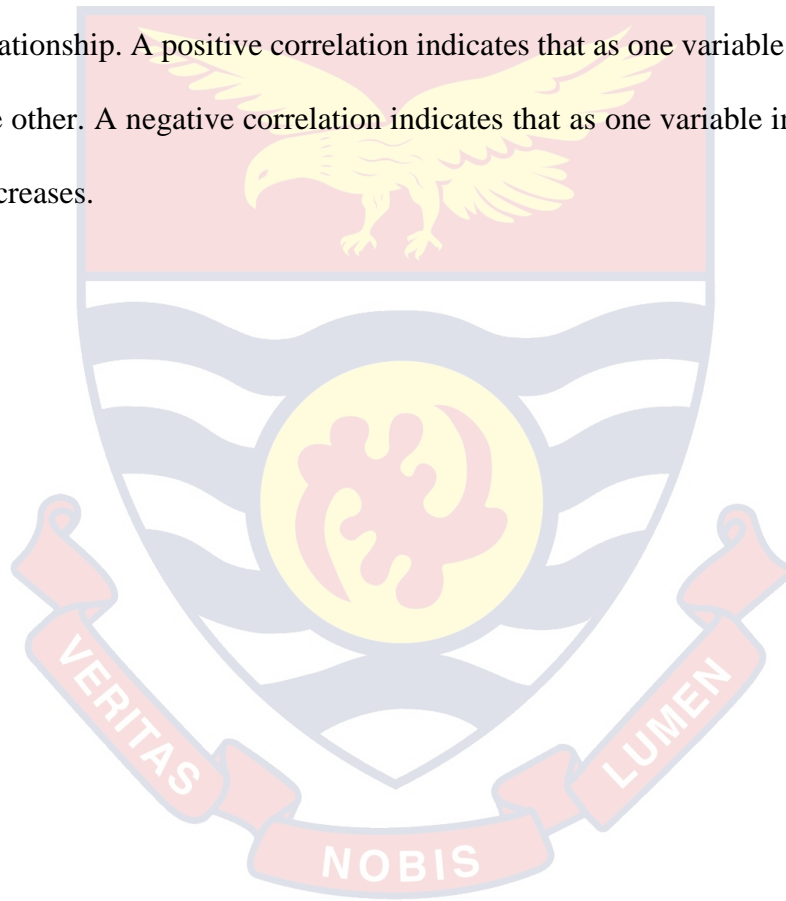 ationship. A positive correlation indicates that as one variable
other. A negative correlation indicates that as one variable
creases.
VERITAS
NOBIS
LUMEN